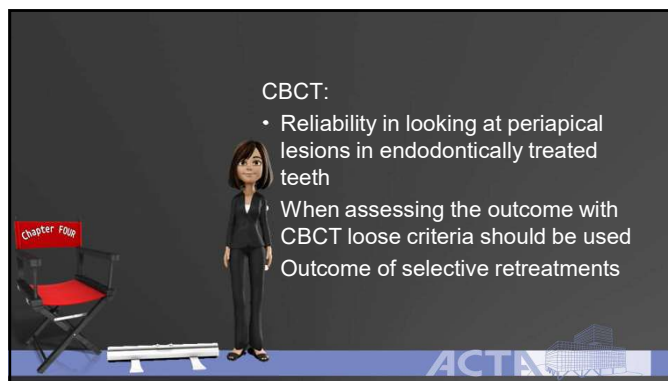 CBCT:
• Reliability in looking at periapical
lesions in endodontically treated
teeth
When assessing the outcome with
CBCT loose criteria should be used
Outcome of selective retreatments
Chapter FOUR
ACTA